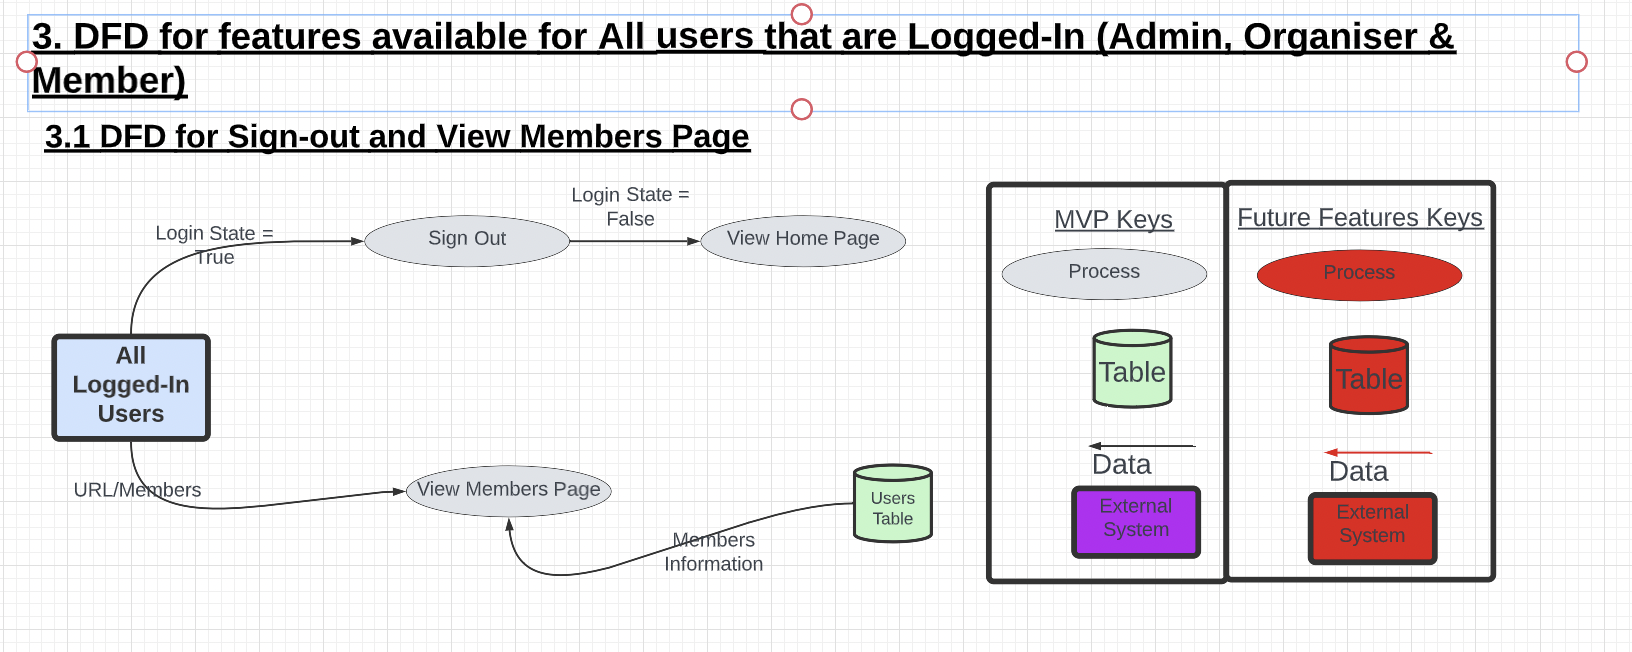 3. DFD for features available for All users that are Logged-In (Admin, Organiser &
Member)
3.1 DFD for Sign-out and View Members Page
Login State =
True
Sign Out
Login State =
False
View Home Page
All
Logged-In
Users
URL/Members
View Members Page
Users
Table
Members
Information
MVP Keys
Process
Table
Data
External
System
Future Features Keys
Process
Table
Data
External
System